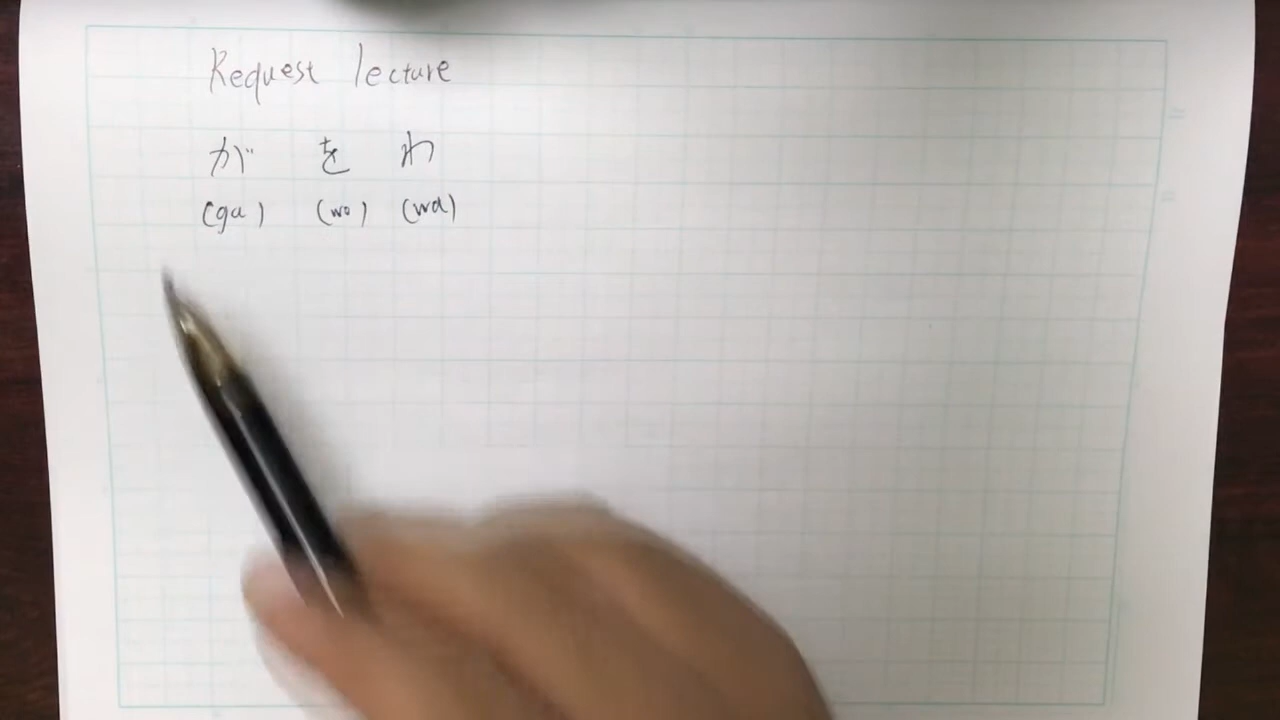 Request lecture
が を わ
(ga) (wo) (wa)